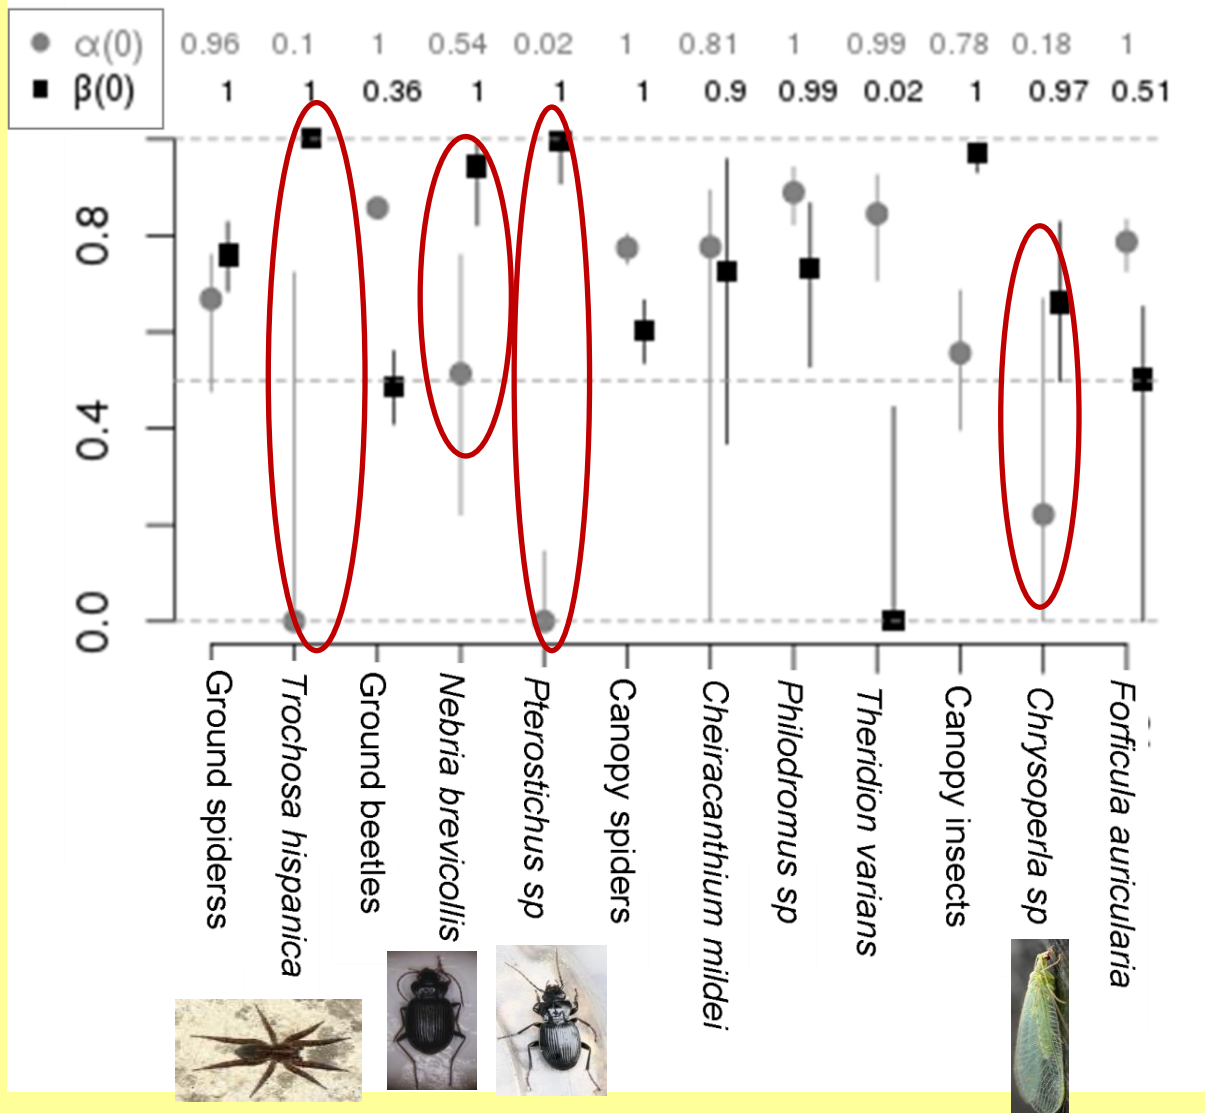 α(0) 0.96 0.1 1 0.54 0.02 1 0.81 1 0.99 0.78 0.18 1
β(0) 1 1 0.36 1 1 1 0.9 0.99 0.02 1 0.97 0.51
0.8
0.4
0.0
Ground spiderss
Trochosa hispanica
Ground beetles
Nebria brevicollis
Pterostichus sp
Canopy spiders
Cheiracanthium mildei
Philodromus sp
Theridion varians
Canopy insects
Chrysoperla sp
Forficula auricularia